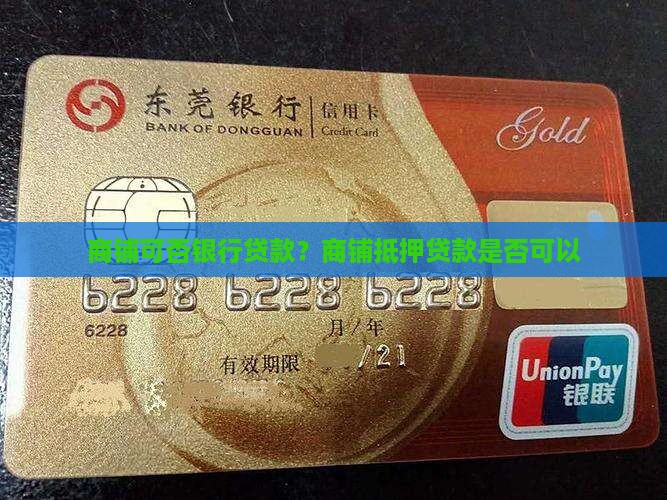 东莞银行 信用卡
BANK OF DONGGUAN Credit Card
Gold
商铺可否银行贷款？商铺抵押贷款是否可以
6228 6228 6228
6228
月/年
有效期限 /21
UnionPay
银联